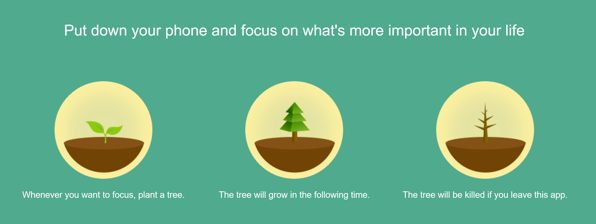 Put down your phone and focus on what's more important in your life
Whenever you want to focus, plant a tree.
The tree will grow in the following time.
The tree will be killed if you leave this app.